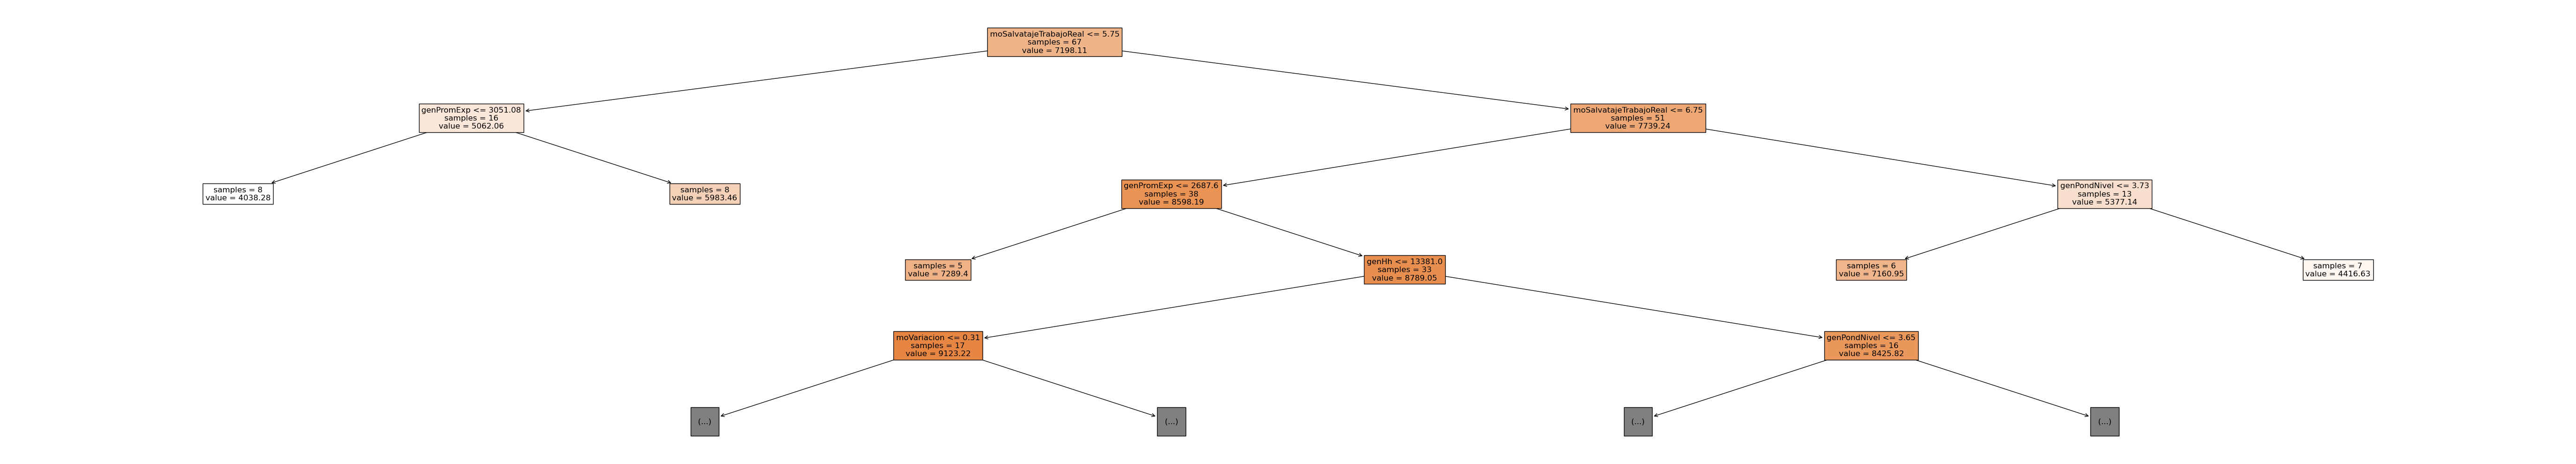 moSalvatajeTrabajoReal <= 5.75
samples = 67
value = 7198.11
genPromExp <= 3051.08
samples = 16
value = 5062.06
moSalvatajeTrabajoReal <= 6.75
samples = 51
value = 7739.24
samples = 8
value = 4038.28
samples = 8
value = 5983.46
genPromExp <= 2687.6
samples = 38
value = 8598.19
genPondNivel <= 3.73
samples = 13
value = 5377.14
samples = 5
value = 7289.4
genHh <= 13381.0
samples = 33
value = 8789.05
samples = 6
value = 7160.95
samples = 7
value = 4416.63
moVariacion <= 0.31
samples = 17
value = 9123.22
genPondNivel <= 3.65
samples = 16
value = 8425.82
(...)
(...)
(...)
(...)